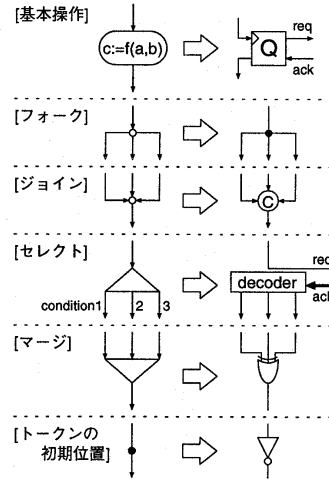 [基本操作]
c:=f(a,b)
Q
req
ack
[フォーク]
[ジョイン]
C
[セレクト]
condition1
2
3
decoder
req
ack
[マージ]
[トークンの
初期位置]